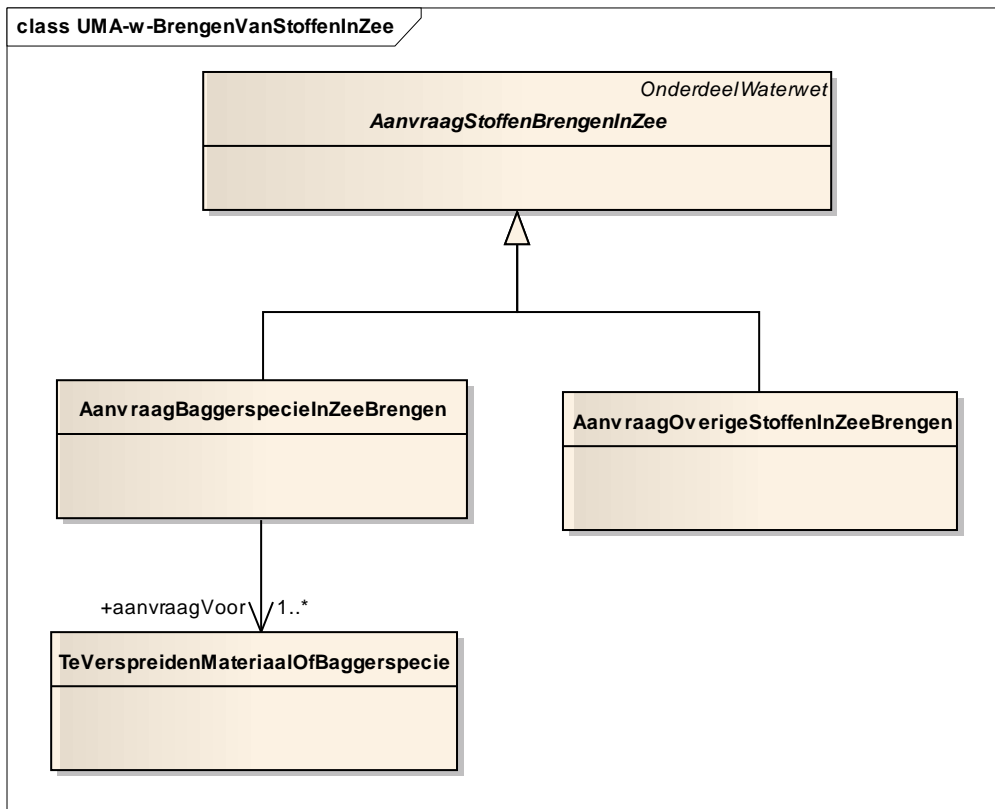 class UMA-w-BrengenVanStoffenInZee
OnderdeelWaterwet
AanvraagStoffenBrengenInZee
AanvraagBaggerspecieInZeeBrengen
AanvraagOverigeStoffenInZeeBrengen
+aanvraagVoor 1..*
TeVerspreidenMateriaalOfBaggerspecie